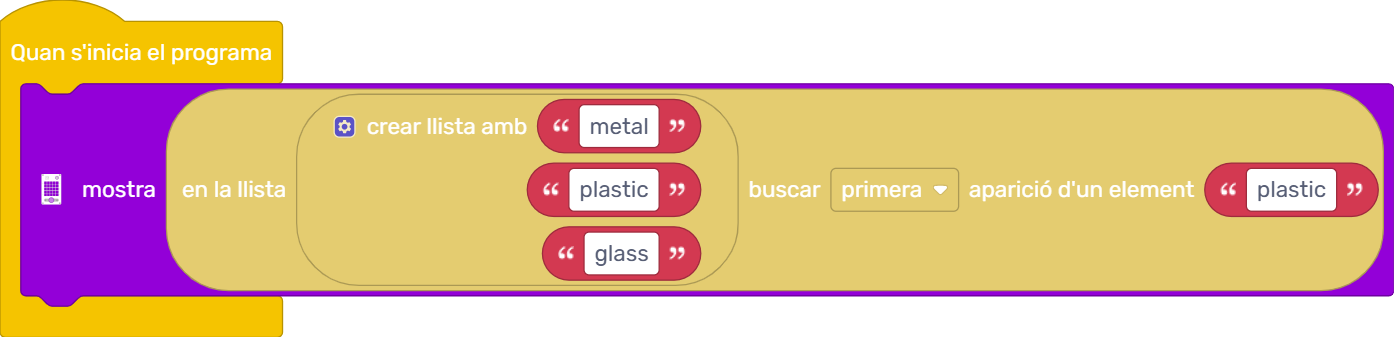 Quan s'inicia el programa
mostra en la llista crear llista amb “ metal ”
“ plastic ” buscar primera aparició d'un element “ plastic ”
“ glass ”